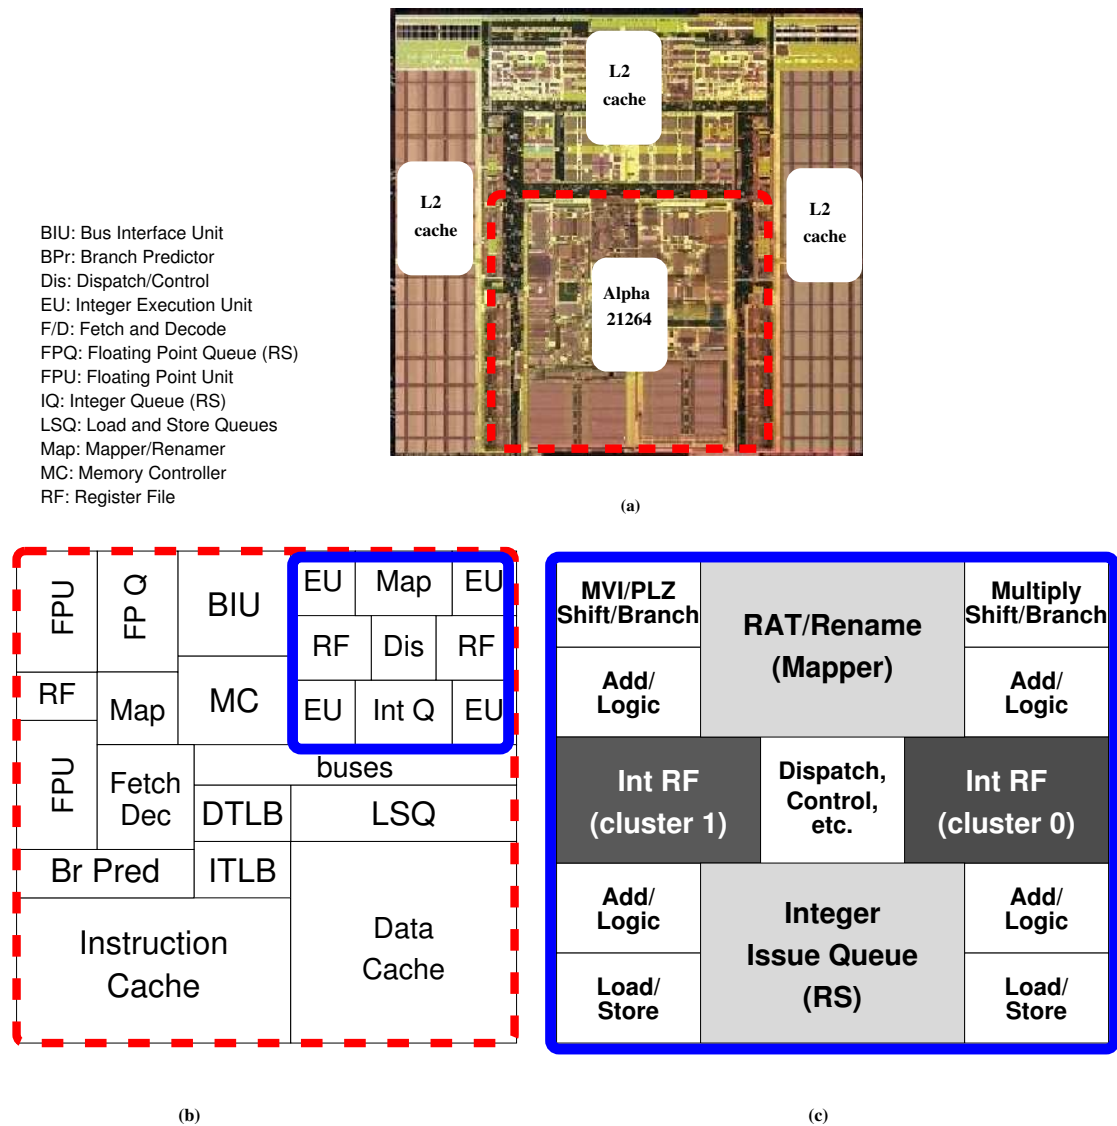 L2
cache
L2
cache
L2
cache
Alpha
21264
BIU: Bus Interface Unit
BPr: Branch Predictor
Dis: Dispatch/Control
EU: Integer Execution Unit
F/D: Fetch and Decode
FPQ: Floating Point Queue (RS)
FPU: Floating Point Unit
IQ: Integer Queue (RS)
LSQ: Load and Store Queues
Map: Mapper/Renamer
MC: Memory Controller
RF: Register File
(a)
FPU
FP Q
BIU
EU
Map
EU
RF
Dis
RF
RF
Map
MC
EU
Int Q
EU
FPU
Fetch
Dec
buses
DTLB
LSQ
Br Pred
ITLB
Instruction
Cache
Data
Cache
(b)
MVI/PLZ
Shift/Branch
RAT/Rename
(Mapper)
Multiply
Shift/Branch
Add/
Logic
Add/
Logic
Int RF
(cluster 1)
Dispatch,
Control,
etc.
Int RF
(cluster 0)
Add/
Logic
Integer
Issue Queue
(RS)
Add/
Logic
Load/
Store
Load/
Store
(c)